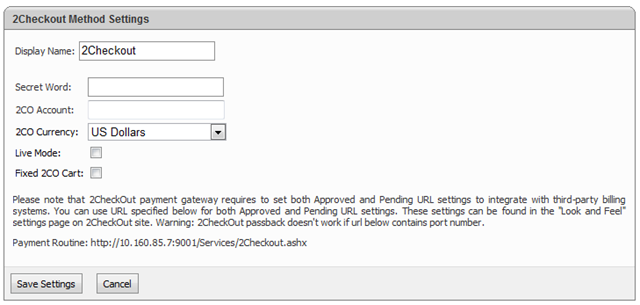 2Checkout Method Settings
Display Name: 2Checkout
Secret Word:
2CO Account:
2CO Currency: US Dollars
Live Mode:
Fixed 2CO Cart:
Please note that 2CheckOut payment gateway requires to set both Approved and Pending URL settings to integrate with third-party billing
systems. You can use URL specified below for both Approved and Pending URL settings. These settings can be found in the "Look and Feel"
settings page on 2CheckOut site. Warning: 2CheckOut passback doesn't work if url below contains port number.
Payment Routine: http://10.160.85.7:9001/Services/2Checkout.ashx
Save Settings Cancel